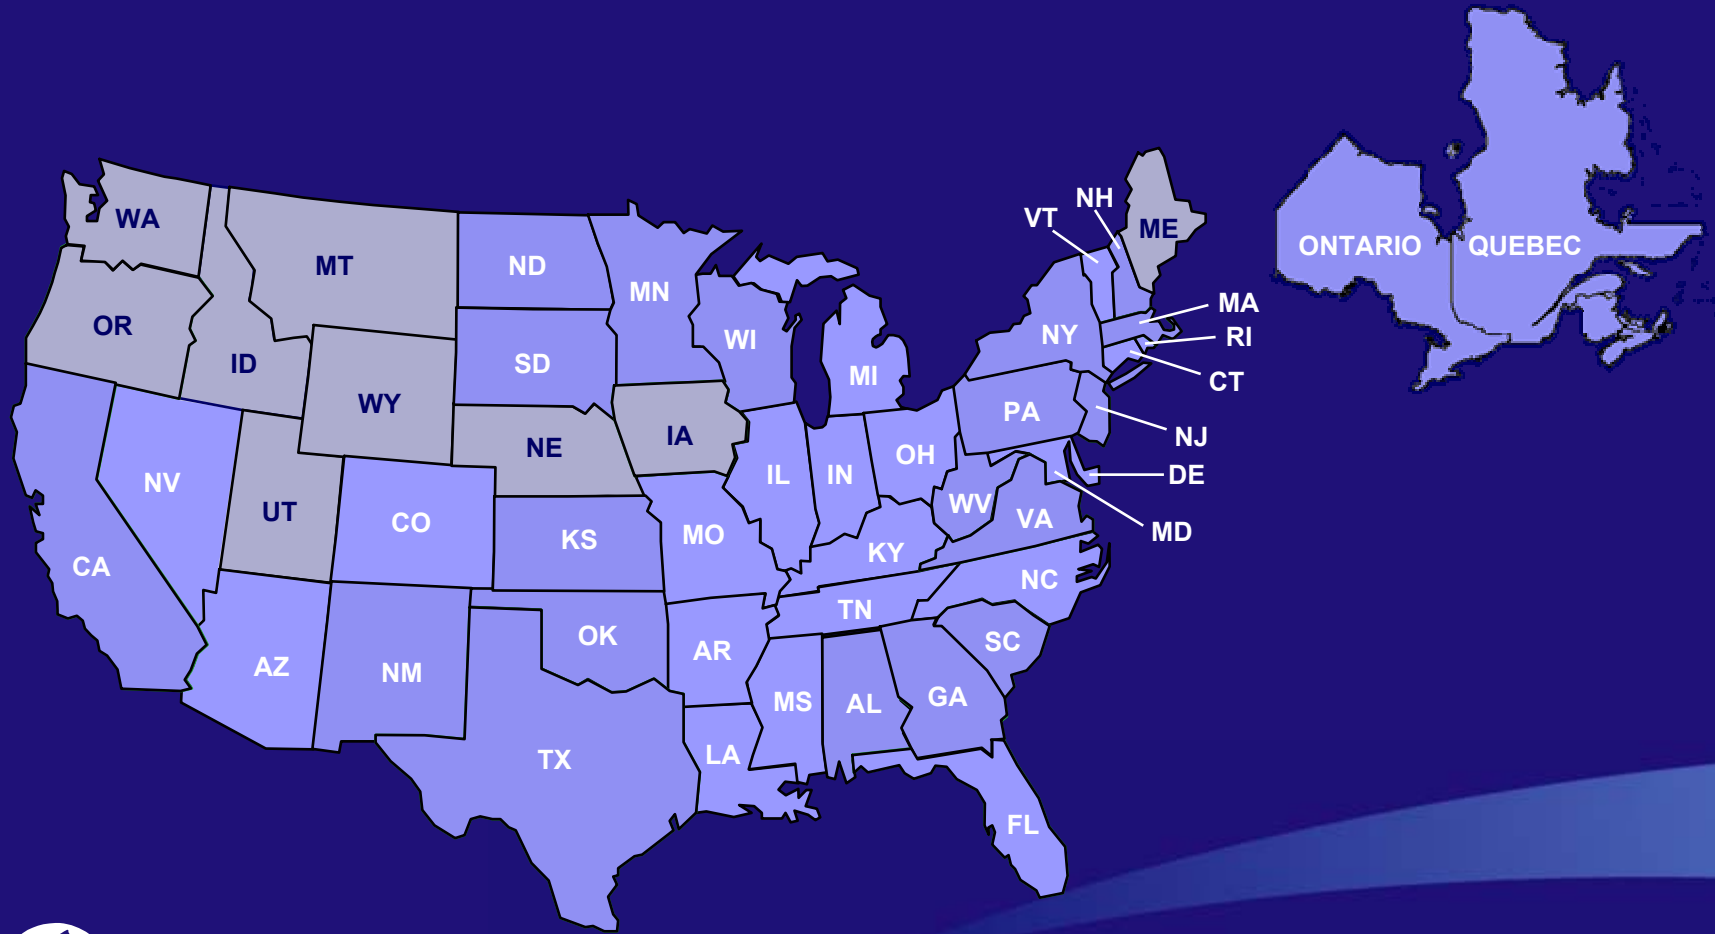 NH
VT
WA
ME
ONTARIO
QUEBEC
MT
ND
MN
MA
OR
NY
RI
WI
ID
SD
MI
CT
WY
PA
IA
NJ
NE
OH
IL
IN
DE
NV
WV
UT
CO
VA
MD
KS
MO
KY
CA
NC
TN
OK
SC
AR
AZ
NM
GA
MS
AL
LA
TX
FL